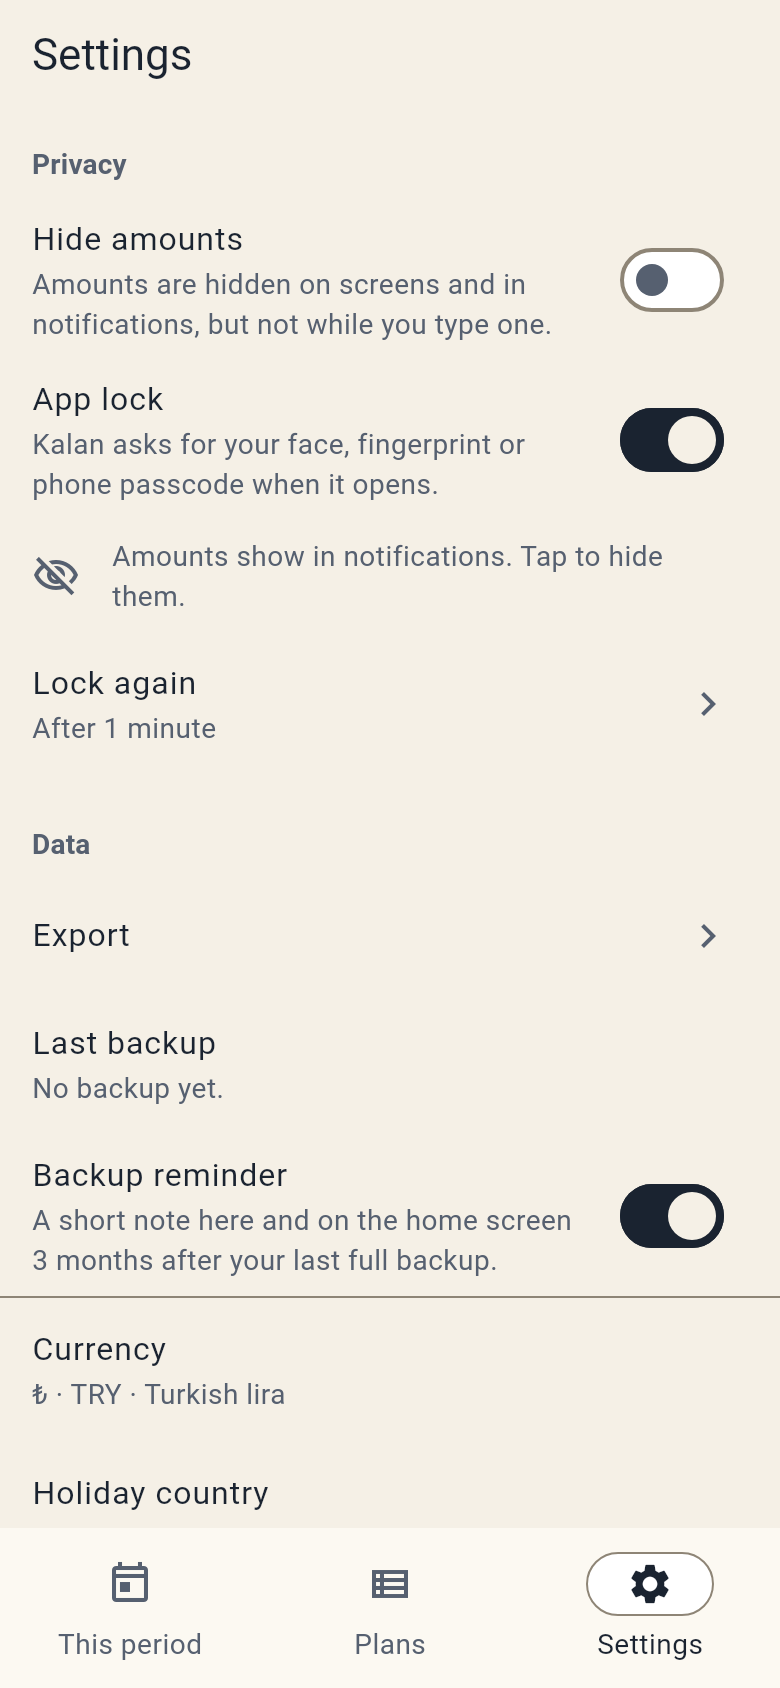 Settings
Privacy
Hide amounts
Amounts are hidden on screens and in
notifications, but not while you type one.
App lock
Kalan asks for your face, fingerprint or
phone passcode when it opens.
Amounts show in notifications. Tap to hide
them.
Lock again
After 1 minute
Data
Export
Last backup
No backup yet.
Backup reminder
A short note here and on the home screen
3 months after your last full backup.
Currency
₺ · TRY · Turkish lira
Holiday country
This period
Plans
Settings